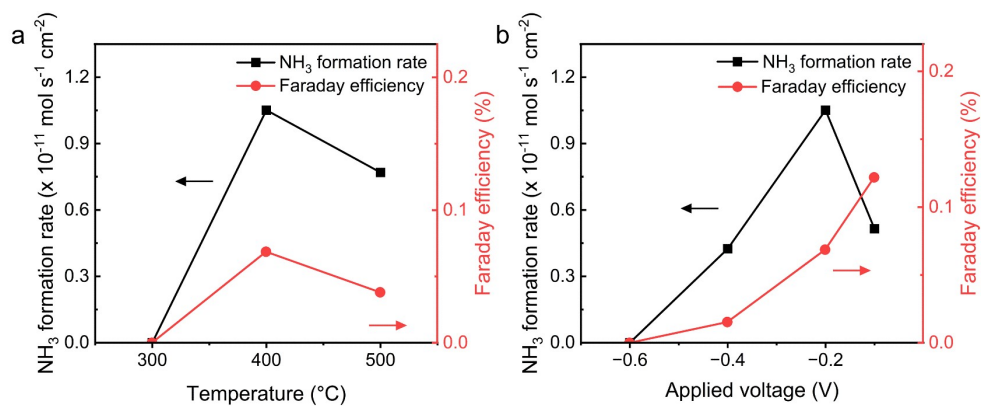 a
NH₃ formation rate (x 10⁻¹¹ mol s⁻¹ cm⁻²)
1.2
0.9
0.6
0.3
0.0
NH₃ formation rate
Faraday efficiency
0.2
0.1
0.0
Faraday efficiency (%)
300
400
500
Temperature (°C)
b
NH₃ formation rate (x 10⁻¹¹ mol s⁻¹ cm⁻²)
1.2
0.9
0.6
0.3
0.0
NH₃ formation rate
Faraday efficiency
0.2
0.1
0.0
Faraday efficiency (%)
−0.6
−0.4
−0.2
Applied voltage (V)